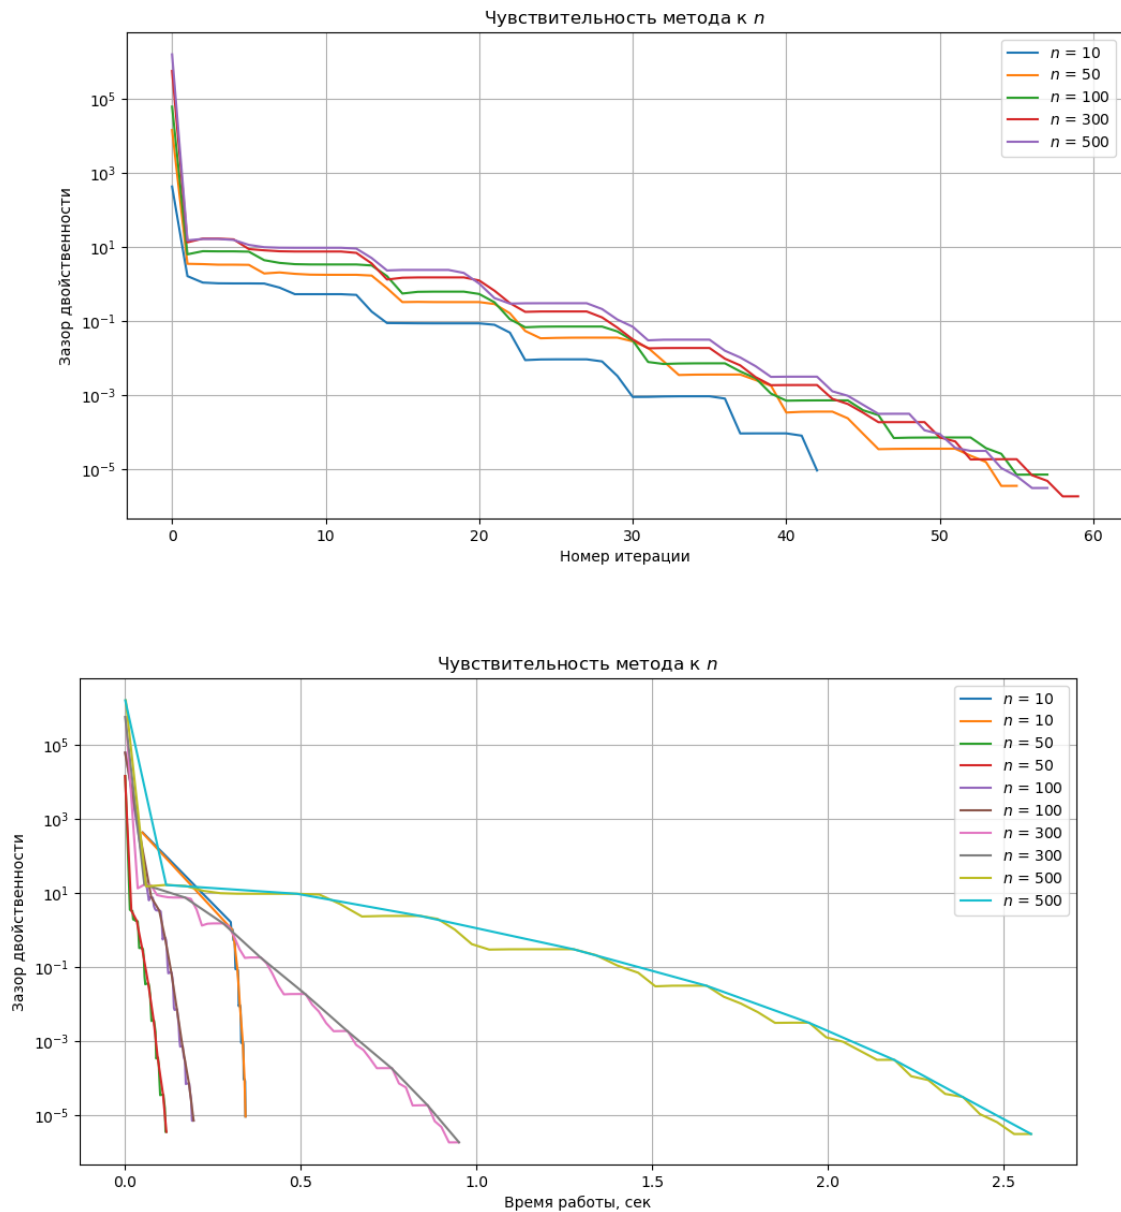 Чувствительность метода к n
n = 10
n = 50
n = 100
n = 300
n = 500
Зазор двойственности
10^5
10^3
10^1
10^−1
10^−3
10^−5
0 10 20 30 40 50 60
Номер итерации
Чувствительность метода к n
n = 10
n = 10
n = 50
n = 50
n = 100
n = 100
n = 300
n = 300
n = 500
n = 500
Зазор двойственности
10^5
10^3
10^1
10^−1
10^−3
10^−5
0.0 0.5 1.0 1.5 2.0 2.5
Время работы, сек